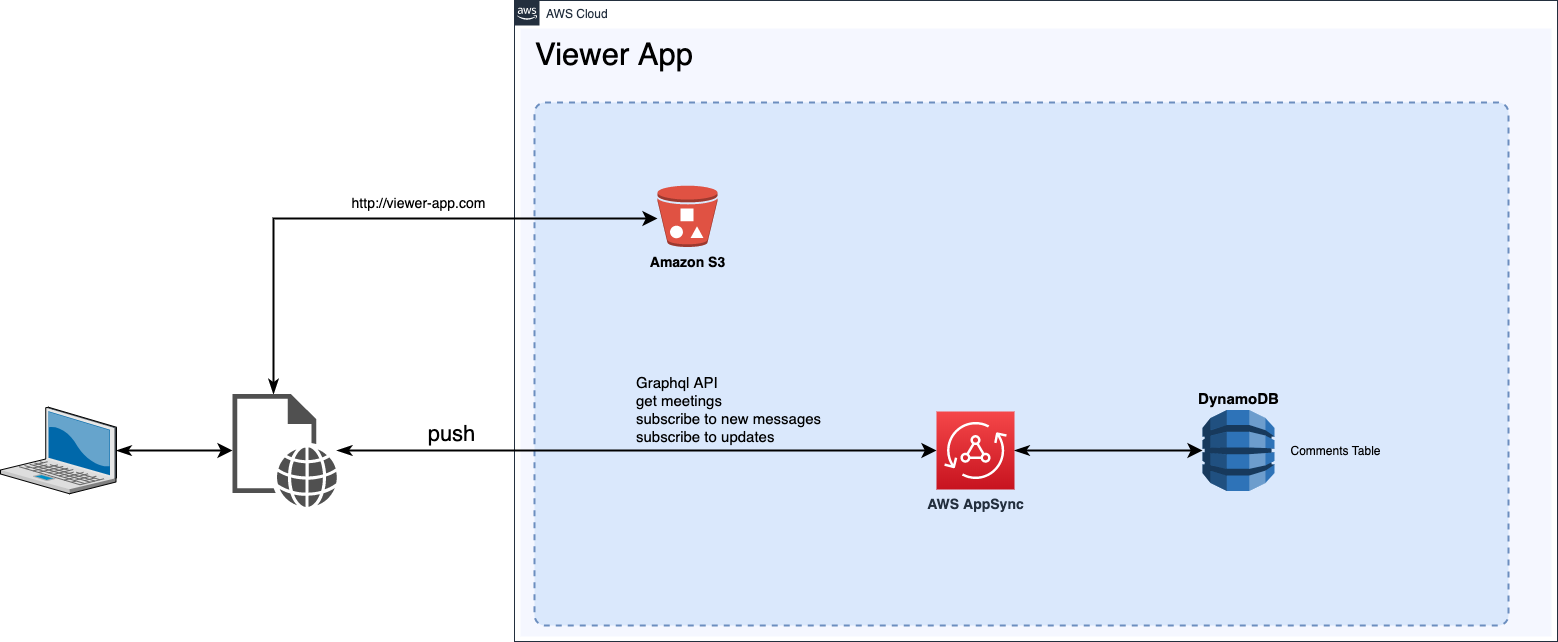 aws
AWS Cloud
Viewer App
http://viewer-app.com
Amazon S3
Graphql API
get meetings
subscribe to new messages
subscribe to updates
push
AWS AppSync
DynamoDB
Comments Table